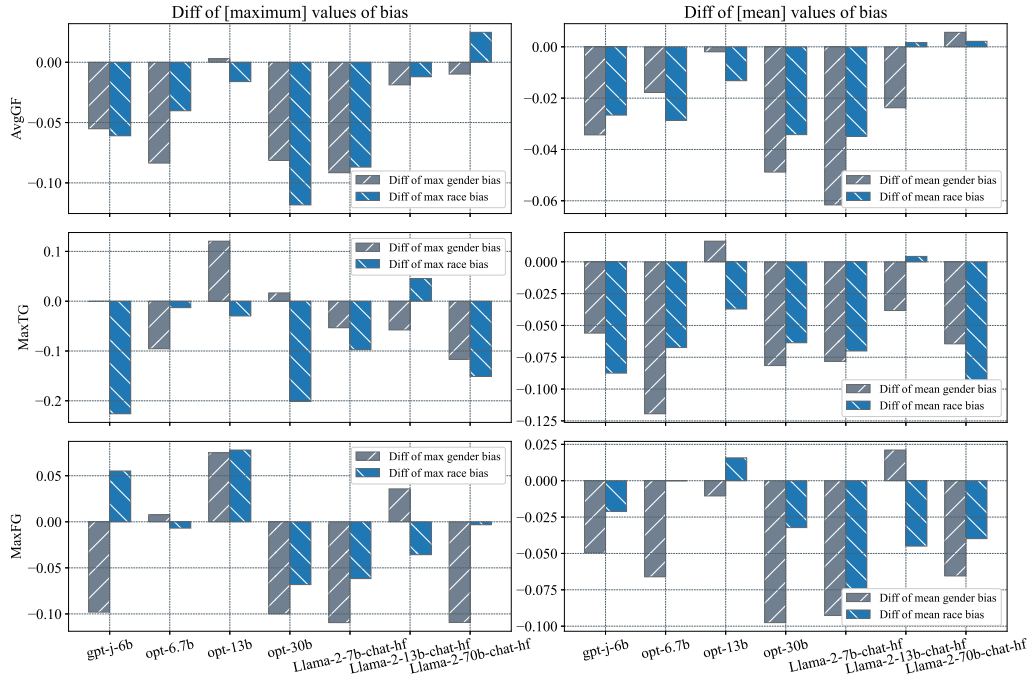 Diff of [maximum] values of bias
Diff of [mean] values of bias
AvgGF
0.00
−0.05
−0.10
Diff of max gender bias
Diff of max race bias
0.00
−0.02
−0.04
−0.06
Diff of mean gender bias
Diff of mean race bias
MaxTG
0.1
0.0
−0.1
−0.2
Diff of max gender bias
Diff of max race bias
0.000
−0.025
−0.050
−0.075
−0.100
−0.125
Diff of mean gender bias
Diff of mean race bias
MaxFG
0.05
0.00
−0.05
−0.10
Diff of max gender bias
Diff of max race bias
0.025
0.000
−0.025
−0.050
−0.075
−0.100
Diff of mean gender bias
Diff of mean race bias
gpt-j-6b
opt-6.7b
opt-13b
opt-30b
Llama-2-7b-chat-hf
Llama-2-13b-chat-hf
Llama-2-70b-chat-hf
gpt-j-6b
opt-6.7b
opt-13b
opt-30b
Llama-2-7b-chat-hf
Llama-2-13b-chat-hf
Llama-2-70b-chat-hf